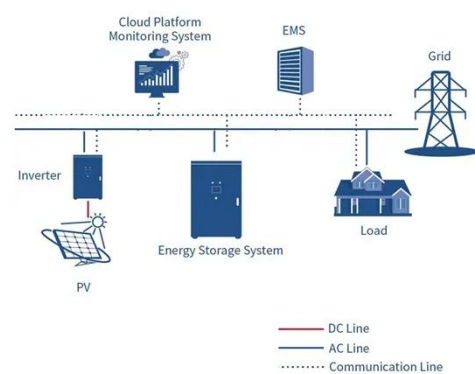 Cloud Platform
Monitoring System
EMS
Grid
Inverter
Load
Energy Storage System
PV
DC Line
AC Line
Communication Line